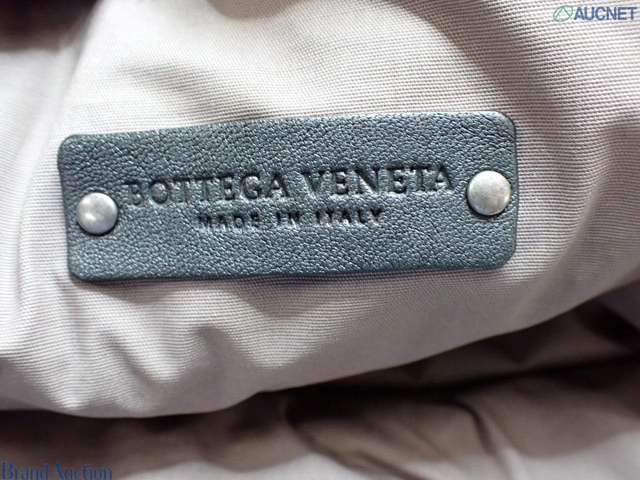 AUCNET
BOTTEGA VENETA
MADE IN ITALY
Brand Auction